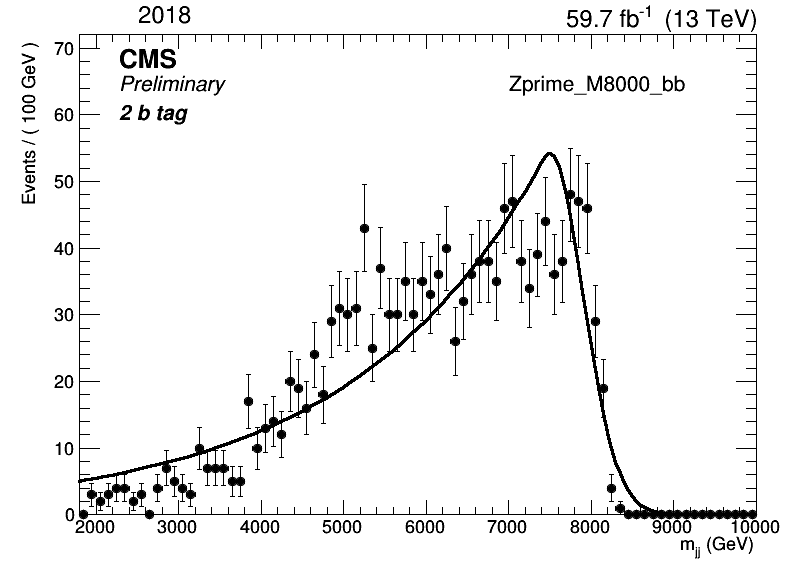 2018
59.7 fb⁻¹ (13 TeV)
CMS
Preliminary
2 b tag
Zprime_M8000_bb
Events / ( 100 GeV )
70
60
50
40
30
20
10
0
2000 3000 4000 5000 6000 7000 8000 9000 10000
m_jj (GeV)